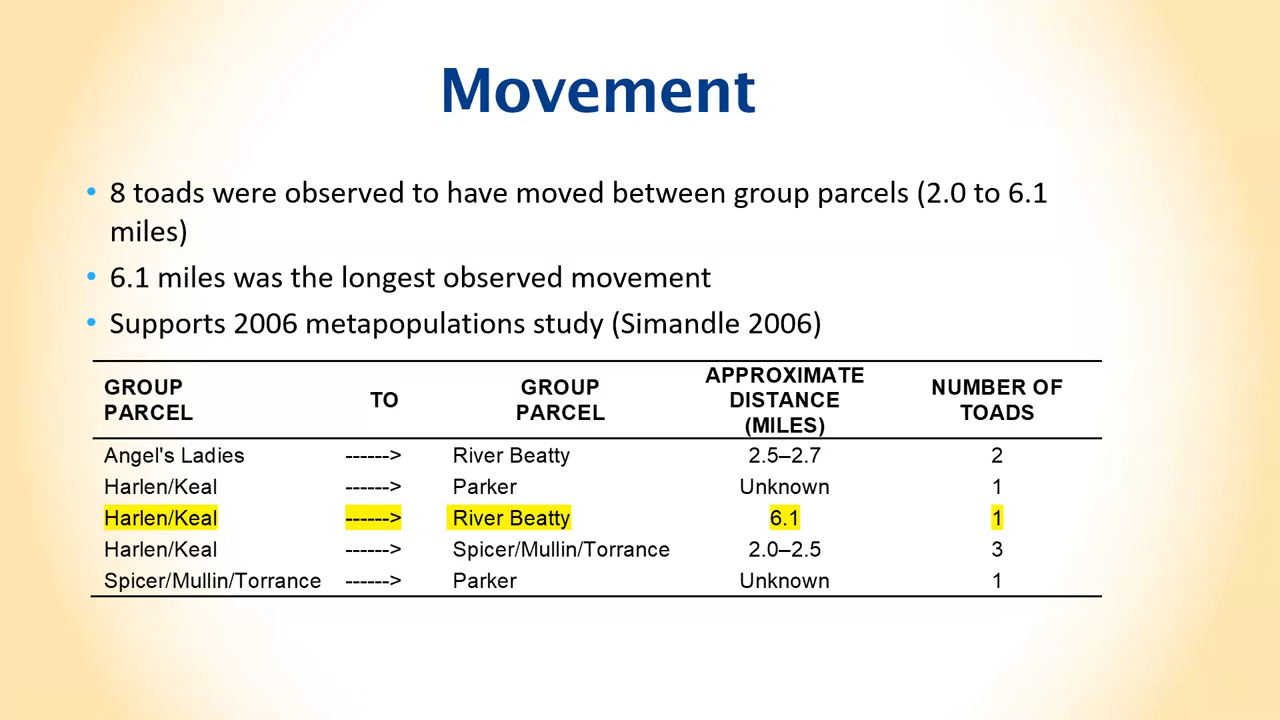 Movement
• 8 toads were observed to have moved between group parcels (2.0 to 6.1
miles)
• 6.1 miles was the longest observed movement
• Supports 2006 metapopulations study (Simandle 2006)
GROUP PARCEL TO GROUP PARCEL APPROXIMATE DISTANCE (MILES) NUMBER OF TOADS
Angel's Ladies ------> River Beatty 2.5–2.7 2
Harlen/Keal ------> Parker Unknown 1
Harlen/Keal ------> River Beatty 6.1 1
Harlen/Keal ------> Spicer/Mullin/Torrance 2.0–2.5 3
Spicer/Mullin/Torrance ------> Parker Unknown 1